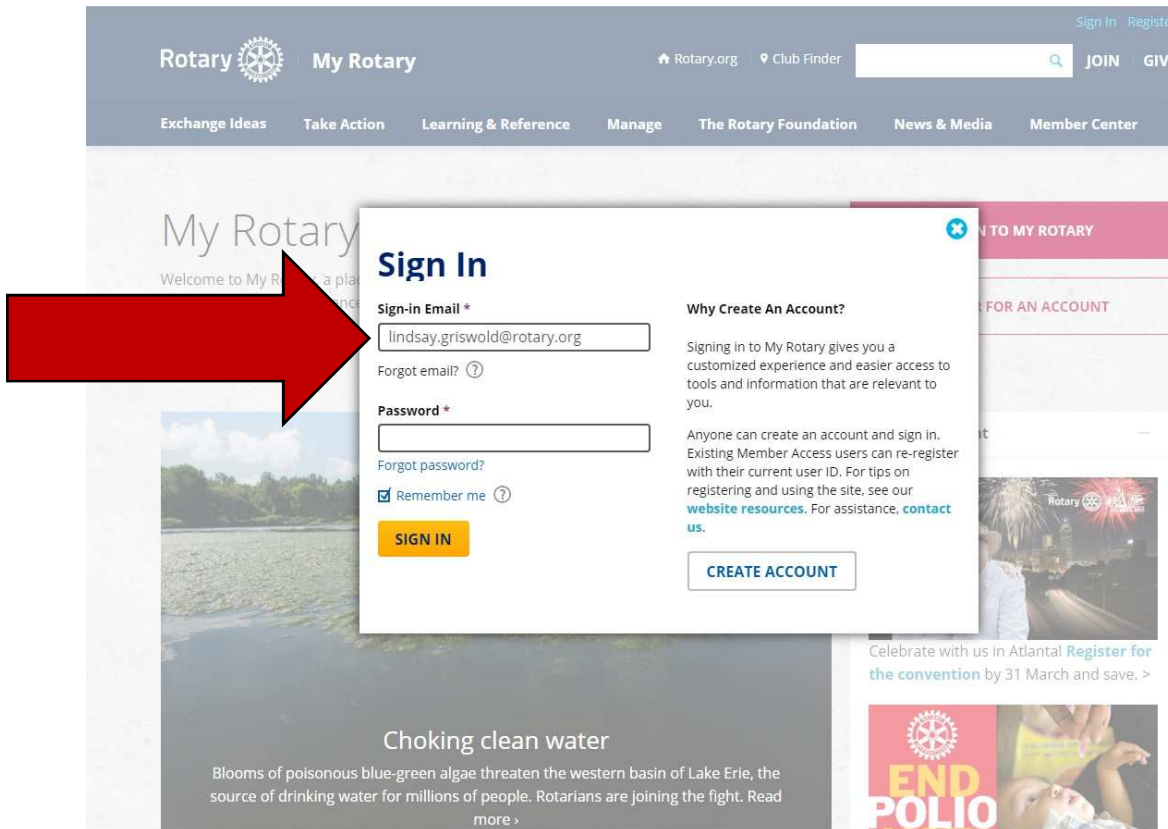 Sign In Registe
Rotary My Rotary Rotary.org Club Finder JOIN GIV
Exchange Ideas Take Action Learning & Reference Manage The Rotary Foundation News & Media Member Center
My Rotary
Welcome to My R a plac
ence
N TO MY ROTARY
FOR AN ACCOUNT
Sign In
Sign-in Email *
lindsay.griswold@rotary.org
Forgot email? ?
Password *
Forgot password?
Remember me ?
SIGN IN
Why Create An Account?
Signing in to My Rotary gives you a
customized experience and easier access to
tools and information that are relevant to
you.
Anyone can create an account and sign in.
Existing Member Access users can re-register
with their current user ID. For tips on
registering and using the site, see our
website resources. For assistance, contact
us.
CREATE ACCOUNT
Rotary
Celebrate with us in Atlanta! Register for
the convention by 31 March and save. >
Choking clean water
Blooms of poisonous blue-green algae threaten the western basin of Lake Erie, the
source of drinking water for millions of people. Rotarians are joining the fight. Read
more ›
END
POLIO